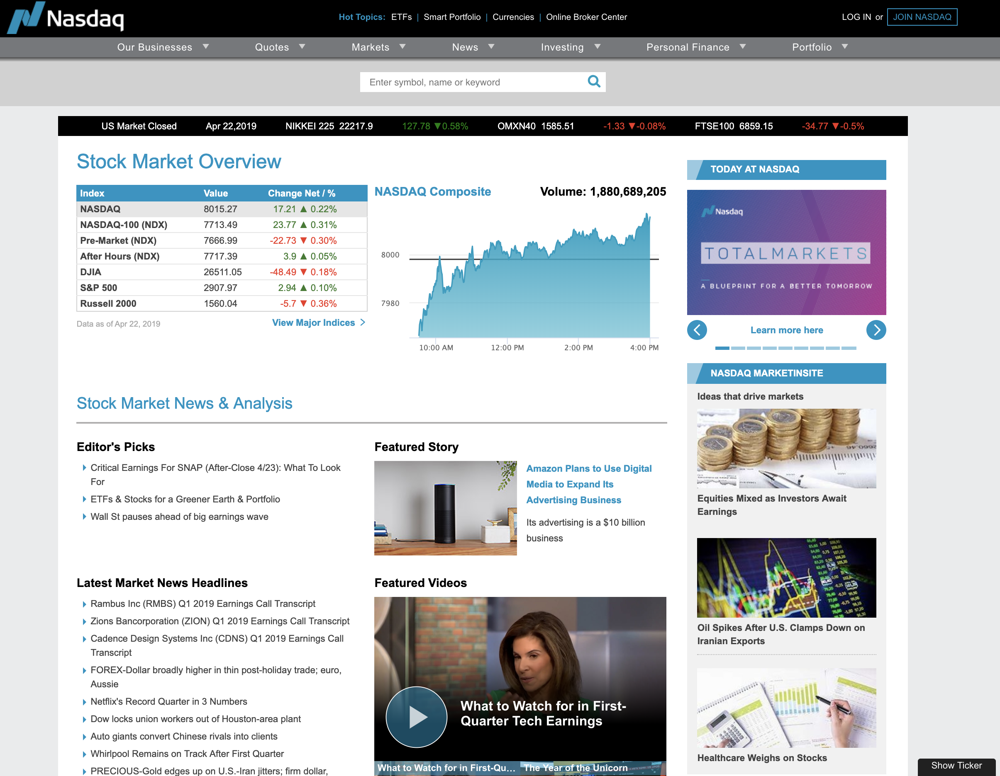 Nasdaq
Hot Topics: ETFs | Smart Portfolio | Currencies | Online Broker Center
LOG IN or JOIN NASDAQ
Our Businesses ▼ Quotes ▼ Markets ▼ News ▼ Investing ▼ Personal Finance ▼ Portfolio ▼
Enter symbol, name or keyword
US Market Closed Apr 22,2019 NIKKEI 225 22217.9 127.78 ▼0.58% OMXN40 1585.51 -1.33 ▼-0.08% FTSE100 6859.15 -34.77 ▼-0.5%
Stock Market Overview
Index Value Change Net / %
NASDAQ 8015.27 17.21 ▲ 0.22%
NASDAQ-100 (NDX) 7713.49 23.77 ▲ 0.31%
Pre-Market (NDX) 7666.99 -22.73 ▼ 0.30%
After Hours (NDX) 7717.39 3.9 ▲ 0.05%
DJIA 26511.05 -48.49 ▼ 0.18%
S&P 500 2907.97 2.94 ▲ 0.10%
Russell 2000 1560.04 -5.7 ▼ 0.36%
Data as of Apr 22, 2019
View Major Indices >
NASDAQ Composite Volume: 1,880,689,205
8000
7980
10:00 AM 12:00 PM 2:00 PM 4:00 PM
TODAY AT NASDAQ
Nasdaq
TOTALMARKETS
A BLUEPRINT FOR A BETTER TOMORROW
Learn more here
NASDAQ MARKETINSITE
Ideas that drive markets
Equities Mixed as Investors Await
Earnings
Oil Spikes After U.S. Clamps Down on
Iranian Exports
Healthcare Weighs on Stocks
Stock Market News & Analysis
Editor's Picks
Critical Earnings For SNAP (After-Close 4/23): What To Look
For
ETFs & Stocks for a Greener Earth & Portfolio
Wall St pauses ahead of big earnings wave
Featured Story
Amazon Plans to Use Digital
Media to Expand Its
Advertising Business
Its advertising is a $10 billion
business
Latest Market News Headlines
Rambus Inc (RMBS) Q1 2019 Earnings Call Transcript
Zions Bancorporation (ZION) Q1 2019 Earnings Call Transcript
Cadence Design Systems Inc (CDNS) Q1 2019 Earnings Call
Transcript
FOREX-Dollar broadly higher in thin post-holiday trade; euro,
Aussie
Netflix's Record Quarter in 3 Numbers
Dow locks union workers out of Houston-area plant
Auto giants convert Chinese rivals into clients
Whirlpool Remains on Track After First Quarter
PRECIOUS-Gold edges up on U.S.-Iran jitters; firm dollar,
Featured Videos
What to Watch for in First-
Quarter Tech Earnings
What to Watch for in First-Qu...
The Year of the Unicorn
Show Ticker